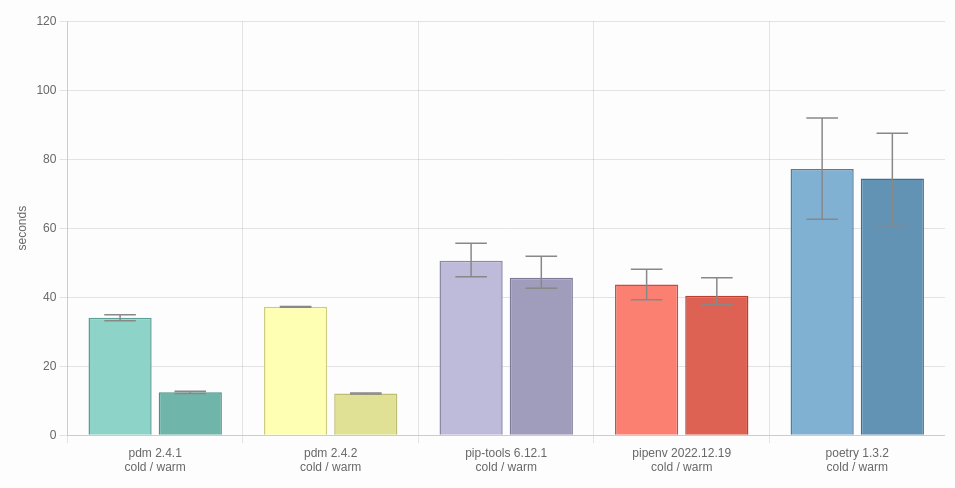 120
100
80
60
40
20
0
seconds
pdm 2.4.1
cold / warm
pdm 2.4.2
cold / warm
pip-tools 6.12.1
cold / warm
pipenv 2022.12.19
cold / warm
poetry 1.3.2
cold / warm